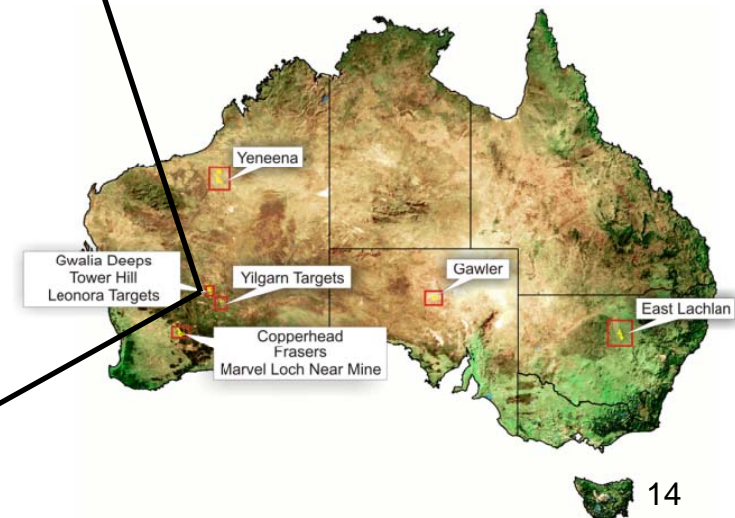 Yeneena
Gwalia Deeps
Tower Hill
Leonora Targets
Yilgarn Targets
Gawler
East Lachlan
Copperhead
Frasers
Marvel Loch Near Mine
14